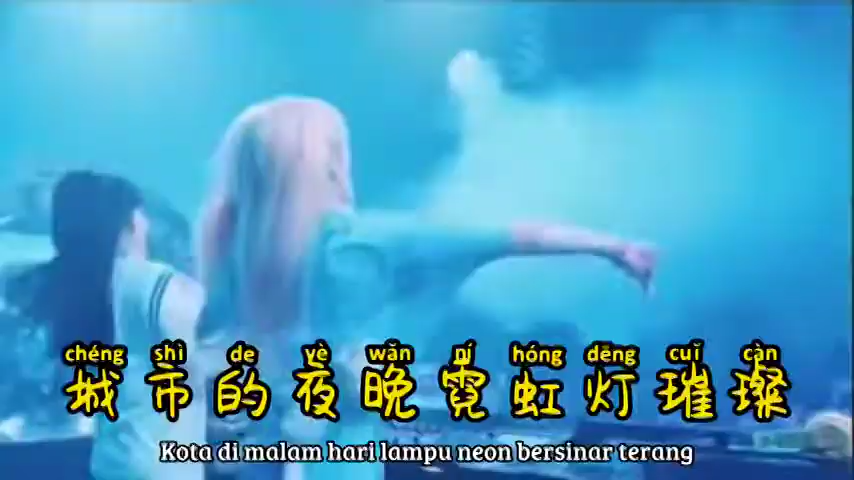 chéng shì de yè wǎn ní hóng dēng cuǐ càn
城市的夜晚霓虹灯璀璨
Kota di malam hari lampu neon bersinar terang